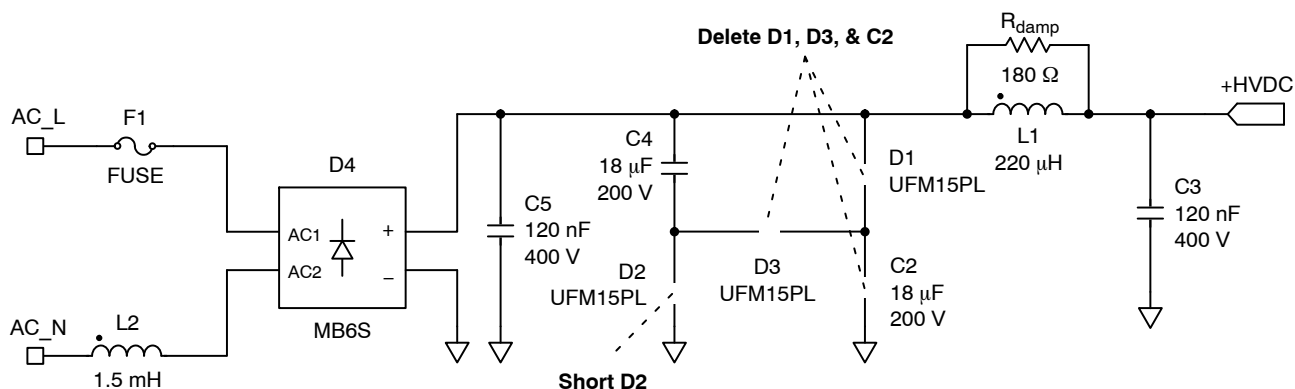 Delete D1, D3, & C2
Rdamp
180 Ω
+HVDC
AC_L
F1
FUSE
D4
C4
18 µF
200 V
D1
UFM15PL
L1
220 µH
C5
120 nF
400 V
C3
120 nF
400 V
AC1
AC2
+
−
D2
UFM15PL
D3
UFM15PL
C2
18 µF
200 V
AC_N
L2
1.5 mH
MB6S
Short D2